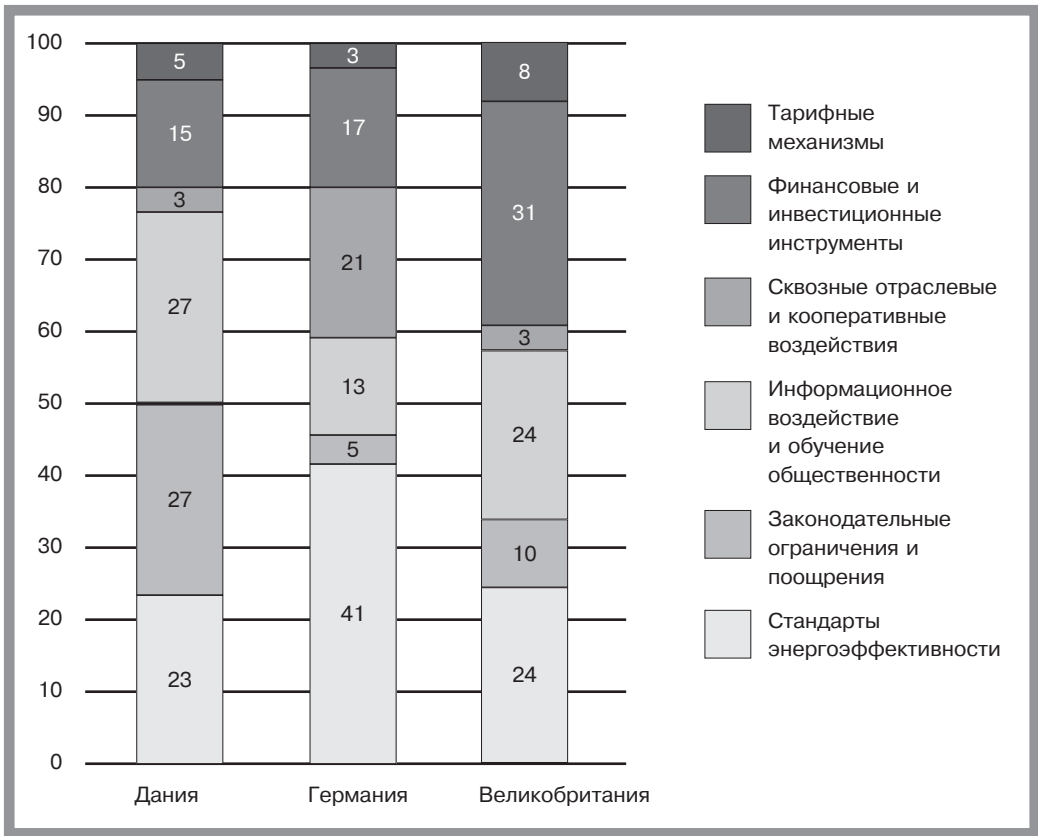 100
90
80
70
60
50
40
30
20
10
0
5
15
3
27
27
23
3
17
21
13
5
41
8
31
3
24
10
24
Дания
Германия
Великобритания
Тарифные
механизмы
Финансовые и
инвестиционные
инструменты
Сквозные отраслевые
и кооперативные
воздействия
Информационное
воздействие
и обучение
общественности
Законодательные
ограничения и
поощрения
Стандарты
энергоэффективности